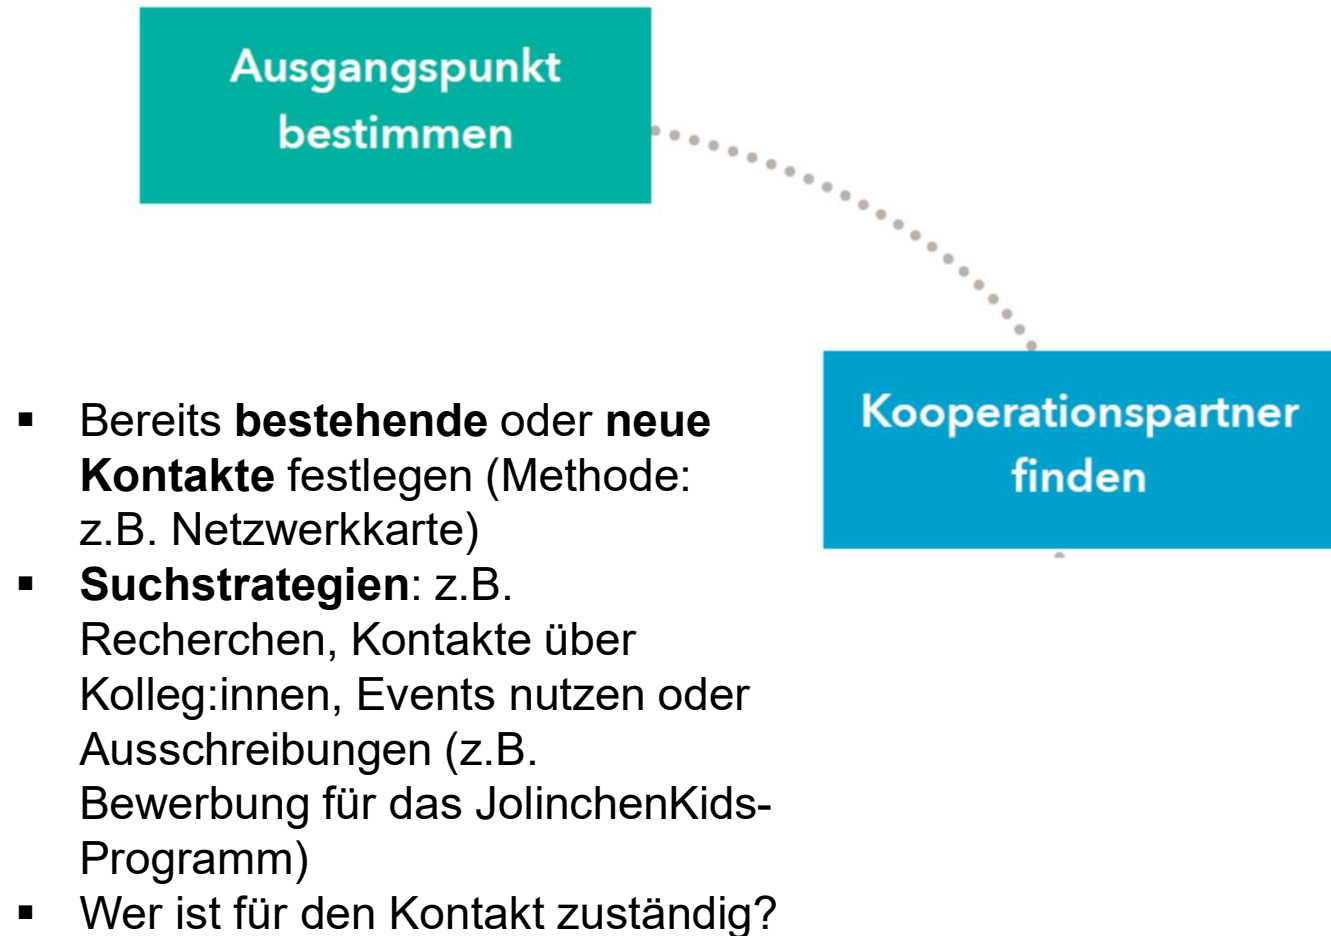 Ausgangspunkt
bestimmen
Kooperationspartner
finden
▪ Bereits bestehende oder neue
Kontakte festlegen (Methode:
z.B. Netzwerkkarte)
▪ Suchstrategien: z.B.
Recherchen, Kontakte über
Kolleg:innen, Events nutzen oder
Ausschreibungen (z.B.
Bewerbung für das JolinchenKids-
Programm)
▪ Wer ist für den Kontakt zuständig?